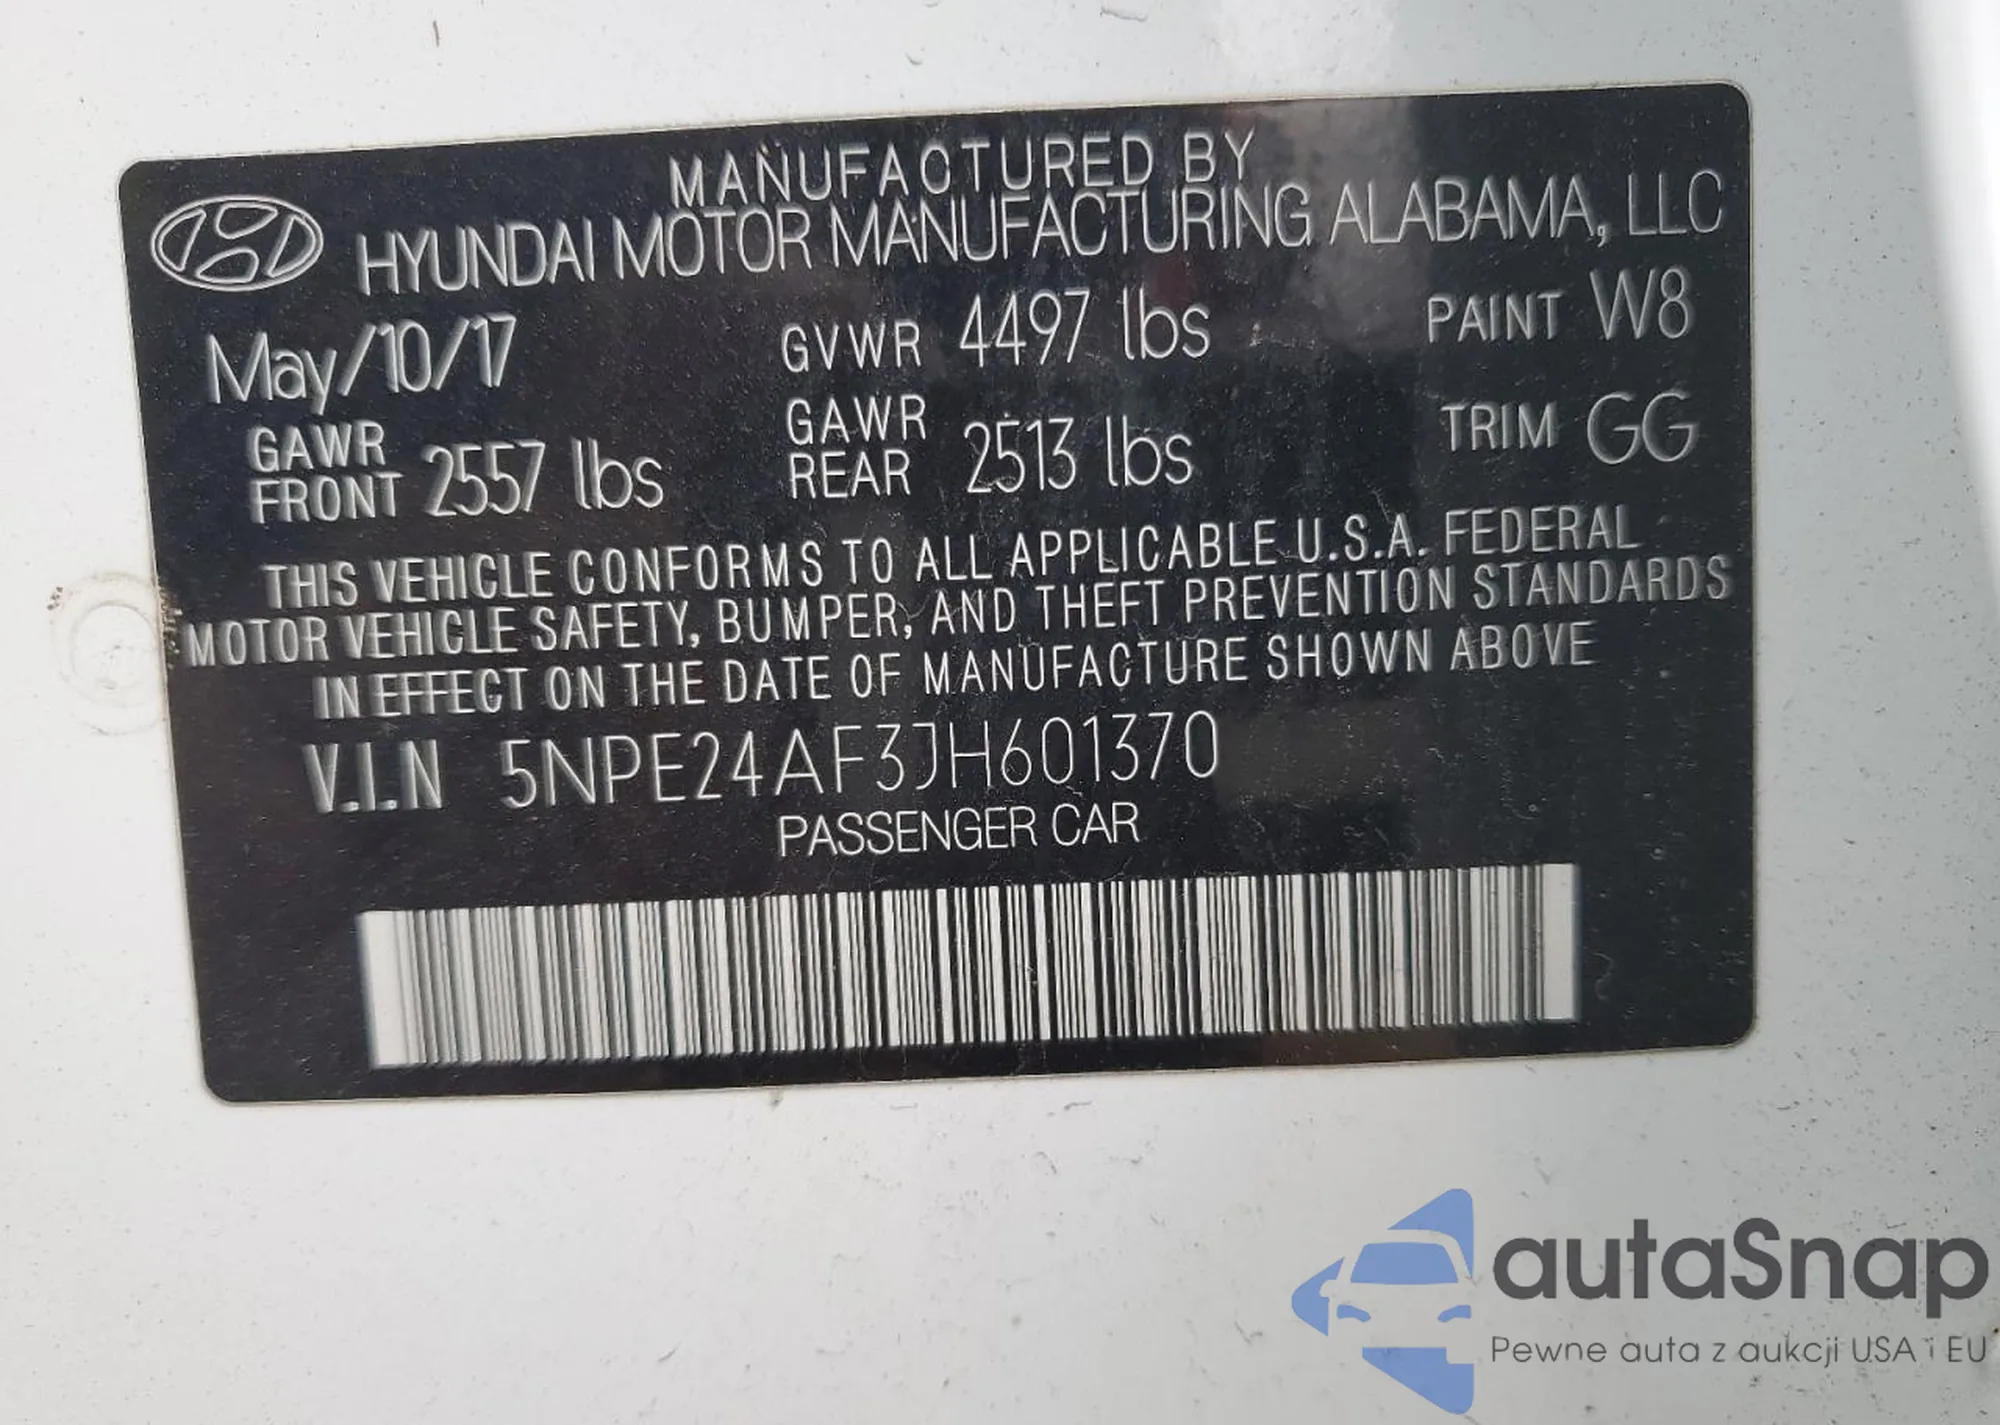 MANUFACTURED BY
HYUNDAI MOTOR MANUFACTURING ALABAMA, LLC
May/10/17 GVWR 4497 lbs PAINT W8
GAWR FRONT 2557 lbs GAWR REAR 2513 lbs TRIM GG
THIS VEHICLE CONFORMS TO ALL APPLICABLE U.S.A. FEDERAL
MOTOR VEHICLE SAFETY, BUMPER, AND THEFT PREVENTION STANDARDS
IN EFFECT ON THE DATE OF MANUFACTURE SHOWN ABOVE
V.I.N 5NPE24AF3JH601370
PASSENGER CAR
autaSnap
Pewne auta z aukcji USA i EU